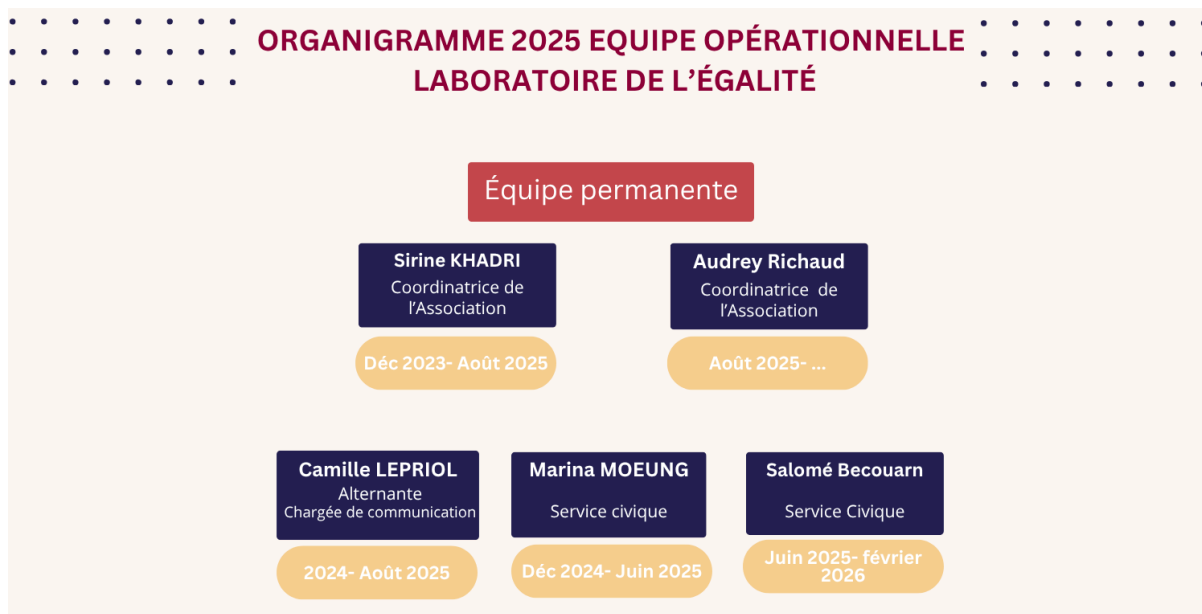 ORGANIGRAMME 2025 EQUIPE OPÉRATIONNELLE
LABORATOIRE DE L’ÉGALITÉ
Équipe permanente
Sirine KHADRI
Coordinatrice de
l’Association
Déc 2023- Août 2025
Audrey Richaud
Coordinatrice de
l’Association
Août 2025- ...
Camille LEPRIOL
Alternante
Chargée de communication
2024- Août 2025
Marina MOEUNG
Service civique
Déc 2024- Juin 2025
Salomé Becouarn
Service Civique
Juin 2025- février
2026